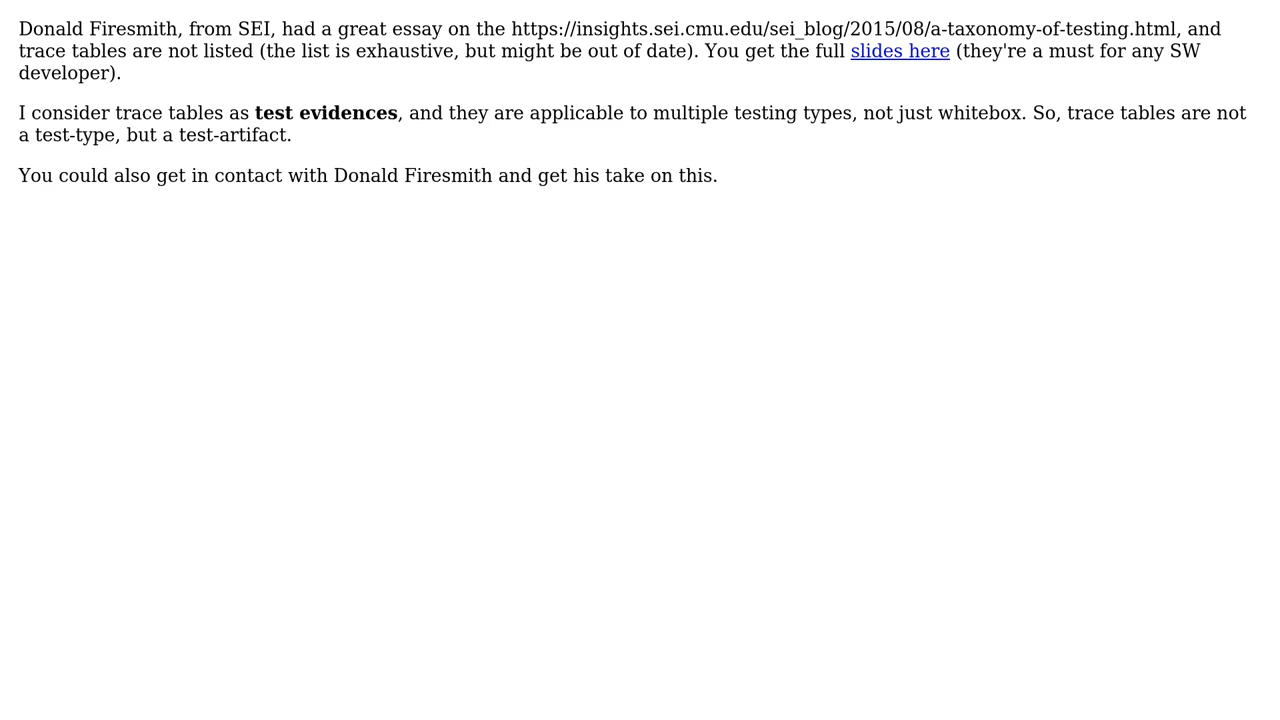 Donald Firesmith, from SEI, had a great essay on the https://insights.sei.cmu.edu/sei_blog/2015/08/a-taxonomy-of-testing.html, and
trace tables are not listed (the list is exhaustive, but might be out of date). You get the full slides here (they're a must for any SW
developer).
I consider trace tables as test evidences, and they are applicable to multiple testing types, not just whitebox. So, trace tables are not
a test-type, but a test-artifact.
You could also get in contact with Donald Firesmith and get his take on this.